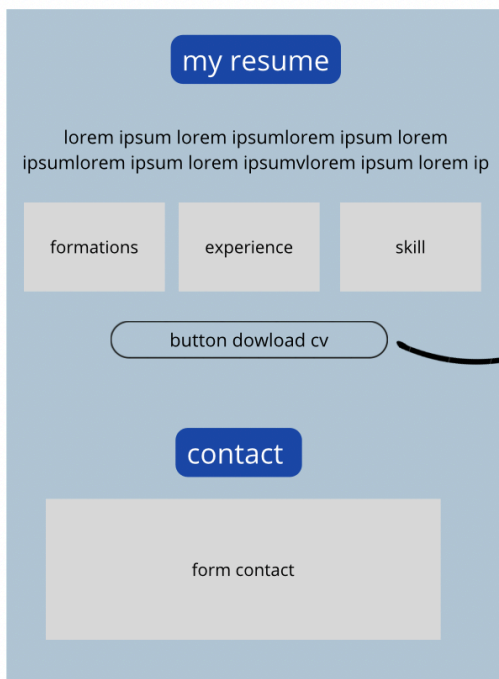 my resume
lorem ipsum lorem ipsumlorem ipsum lorem
ipsumlorem ipsum lorem ipsumvlorem ipsum lorem ip
formations
experience
skill
button dowload cv
contact
form contact